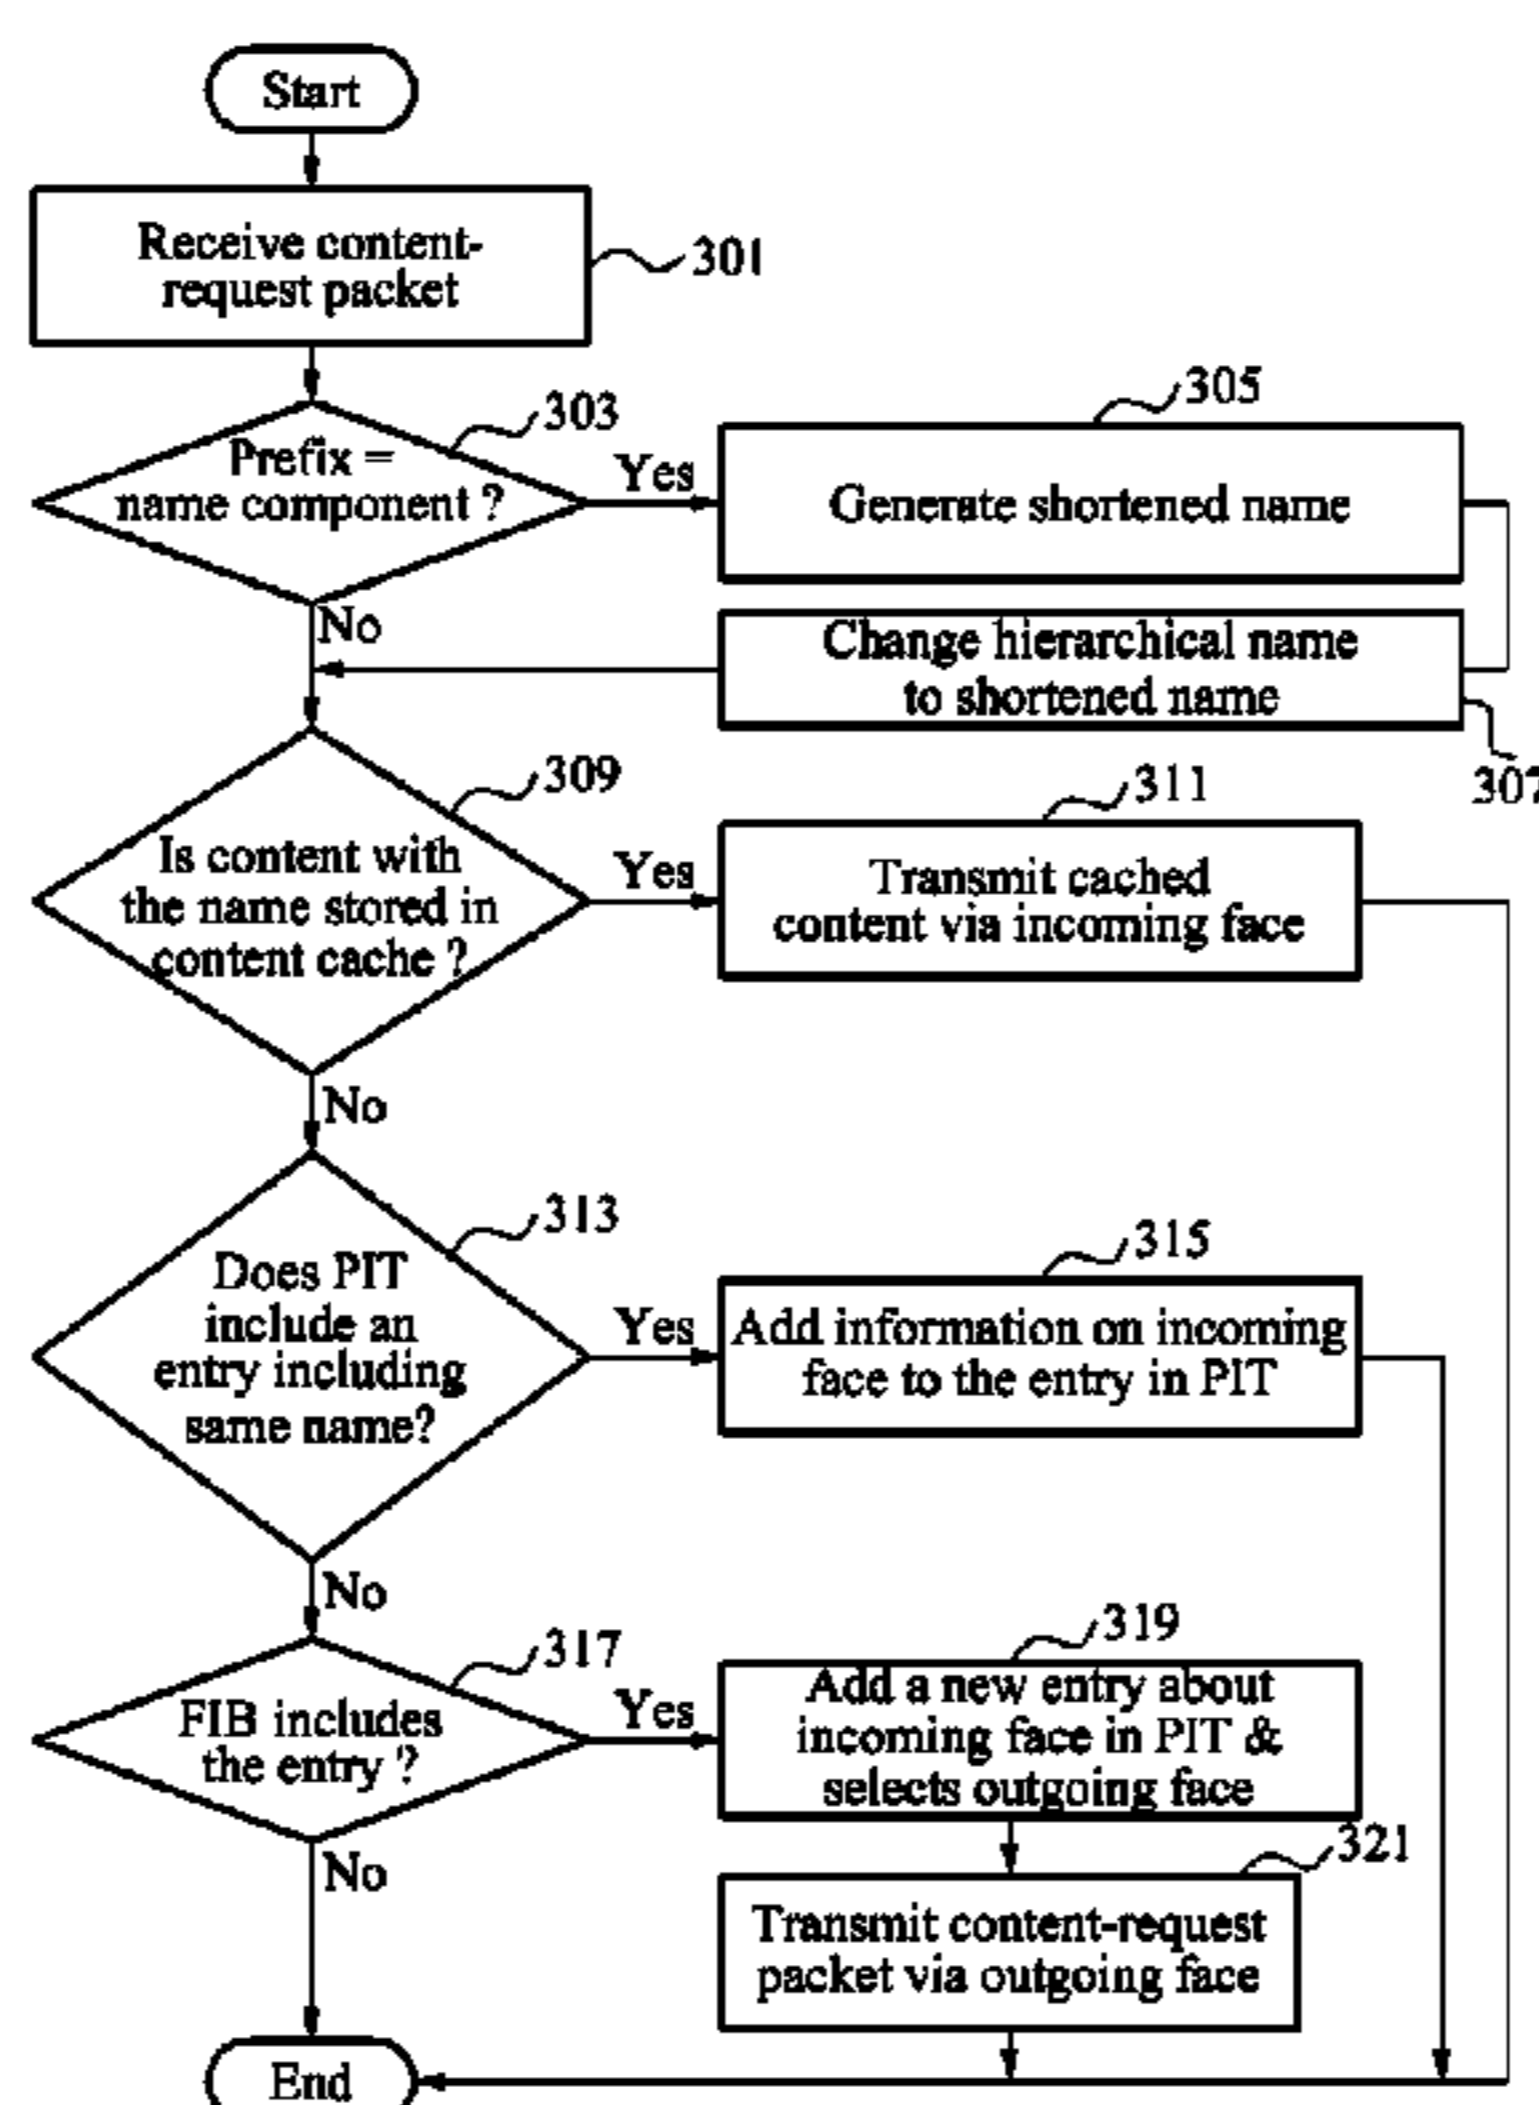 Start
Receive content-
request packet
301
303
Prefix =
name component ?
Yes
305
Generate shortened name
No
Change hierarchical name
to shortened name
307
309
Is content with
the name stored in
content cache ?
Yes
311
Transmit cached
content via incoming face
No
313
Does PIT
include an
entry including
same name?
Yes
315
Add information on incoming
face to the entry in PIT
No
317
FIB includes
the entry ?
Yes
319
Add a new entry about
incoming face in PIT &
selects outgoing face
No
321
Transmit content-request
packet via outgoing face
End